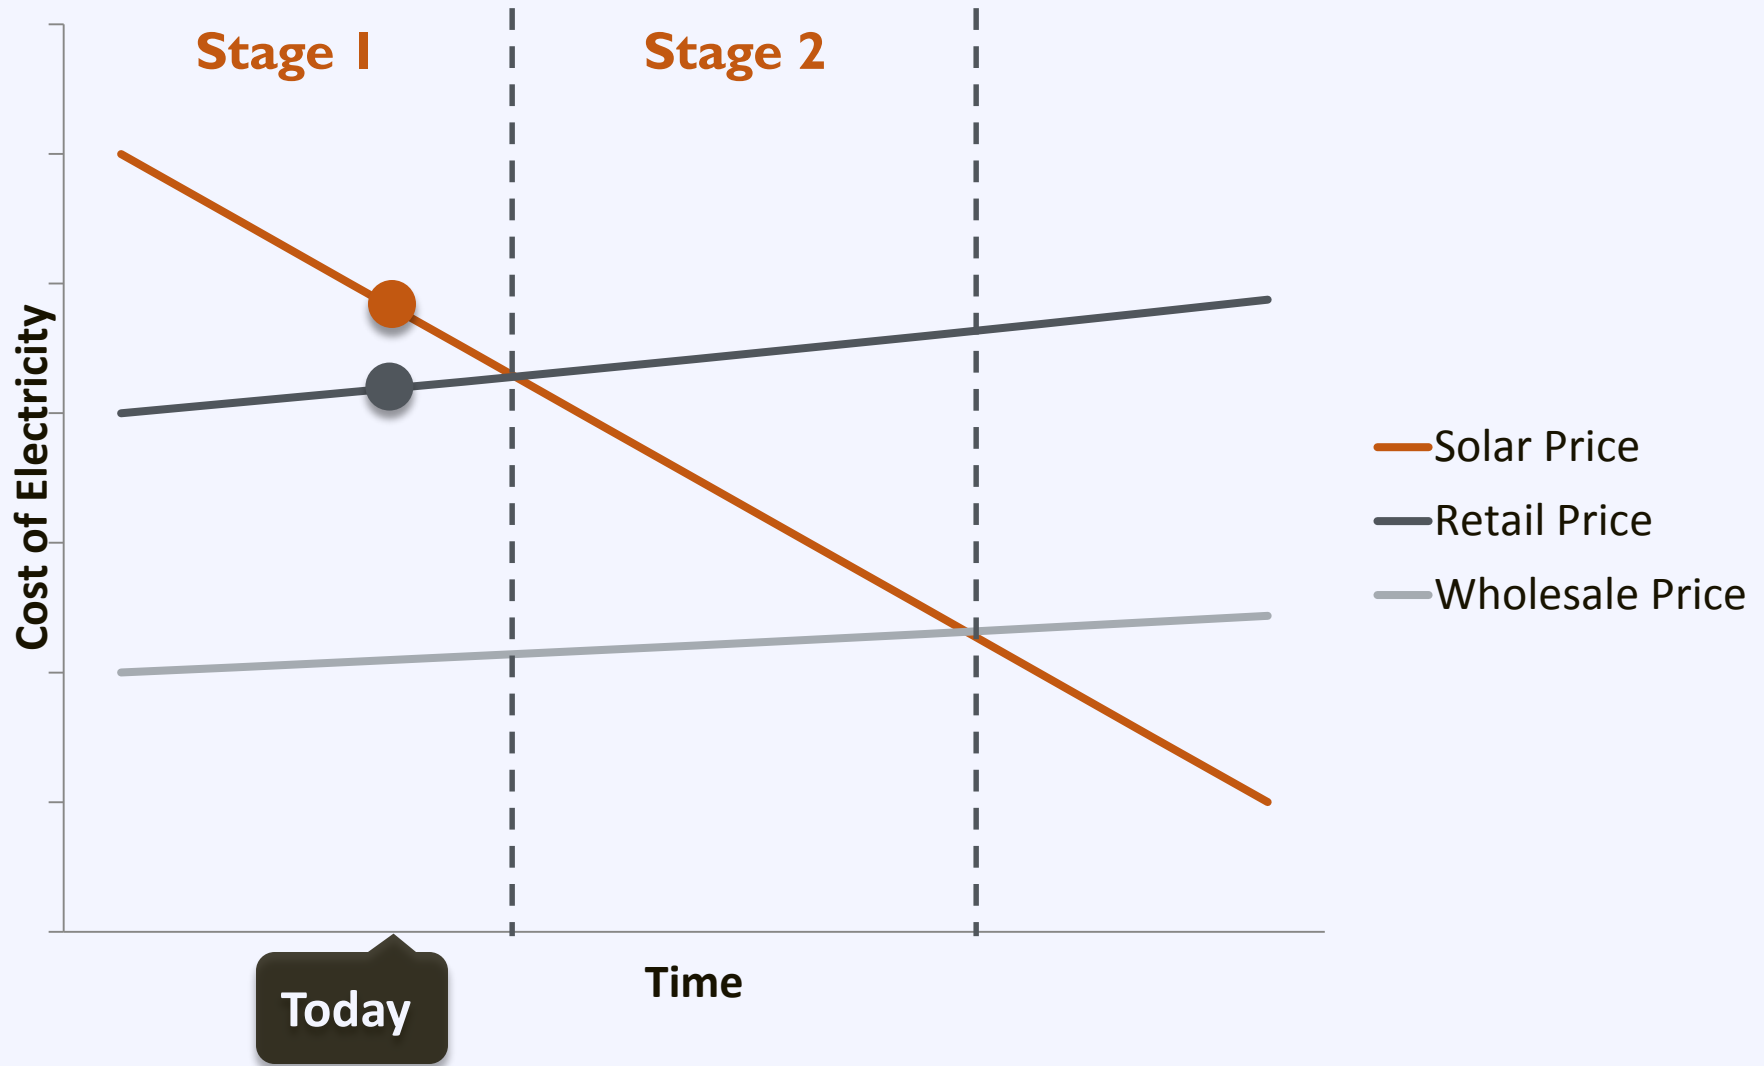 Stage 1
Stage 2
Cost of Electricity
Solar Price
Retail Price
Wholesale Price
Time
Today